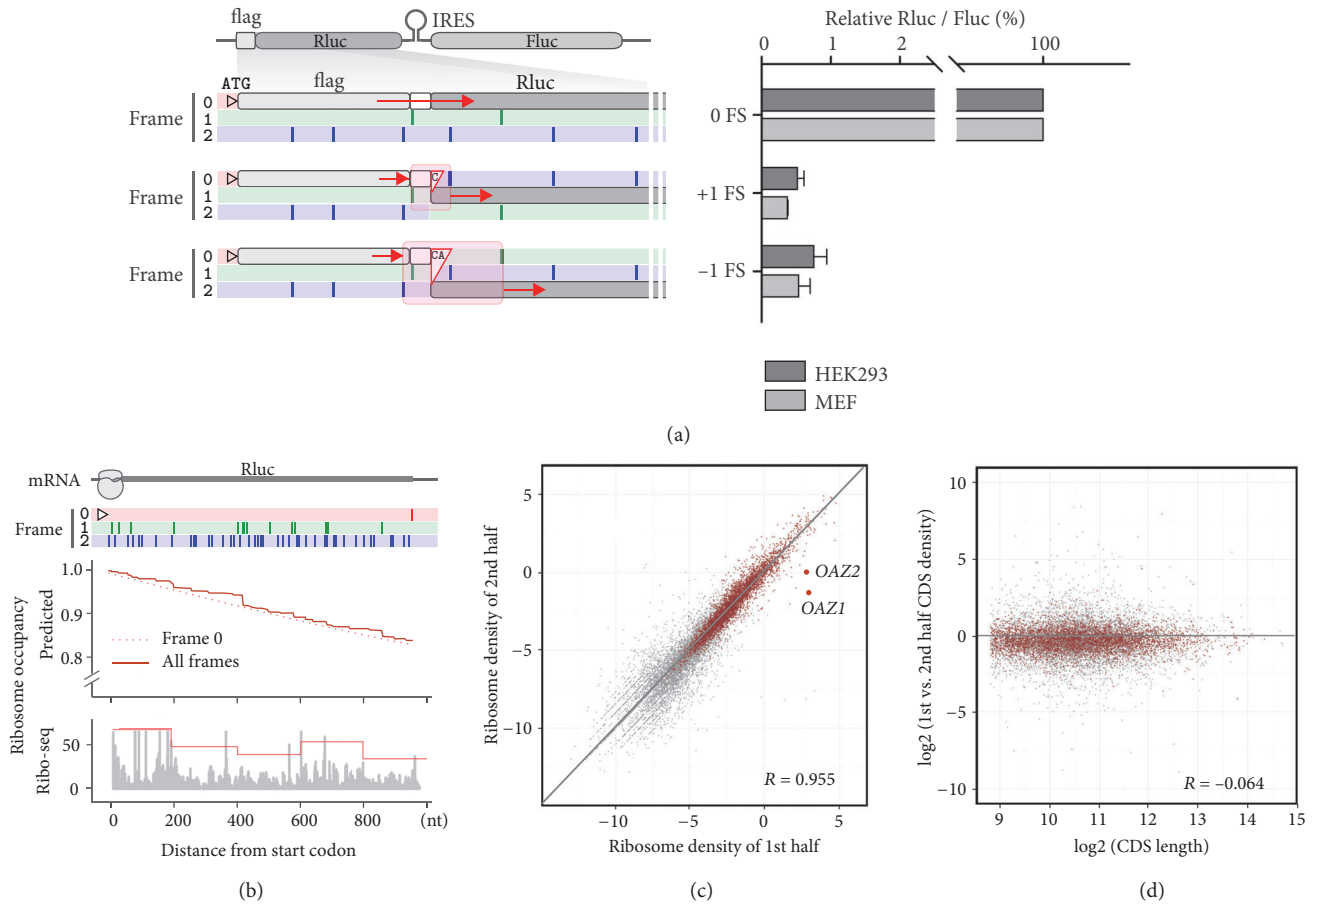 flag
IRES
Rluc
Fluc
ATG
flag
Rluc
Frame
0
1
2
Frame
0
1
2
C
Frame
0
1
2
CA
Relative Rluc / Fluc (%)
0 1 2 100
0 FS
+1 FS
−1 FS
HEK293
MEF
(a)
Rluc
mRNA
Frame
0
1
2
Ribosome occupancy
Predicted
1.0
0.9
0.8
Frame 0
All frames
Ribo-seq
50
0
0 200 400 600 800 (nt)
Distance from start codon
(b)
Ribosome density of 2nd half
5
0
−5
−10
OAZ2
OAZ1
R = 0.955
−10 −5 0 5
Ribosome density of 1st half
(c)
log2 (1st vs. 2nd half CDS density)
10
5
0
−5
−10
R = −0.064
9 10 11 12 13 14 15
log2 (CDS length)
(d)